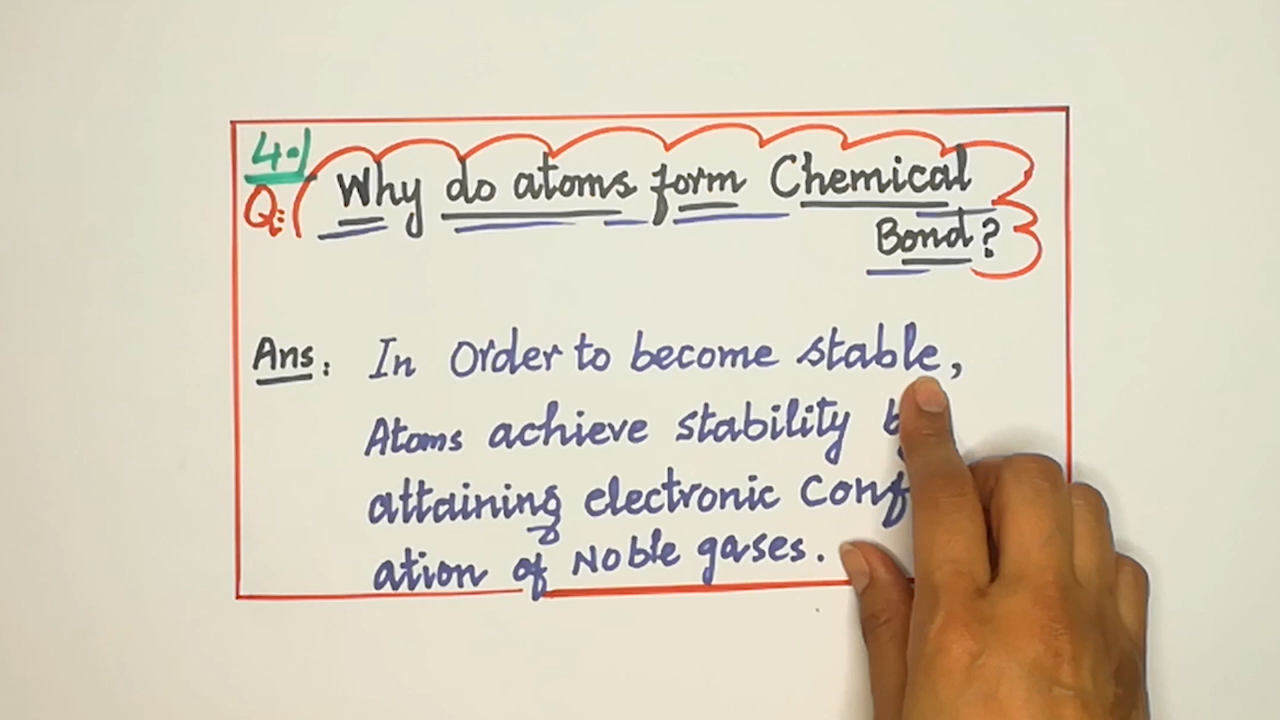 4.1
Q: Why do atoms form Chemical
Bond?
Ans: In Order to become stable,
Atoms achieve stability
attaining electronic Conf
ation of Noble gases.